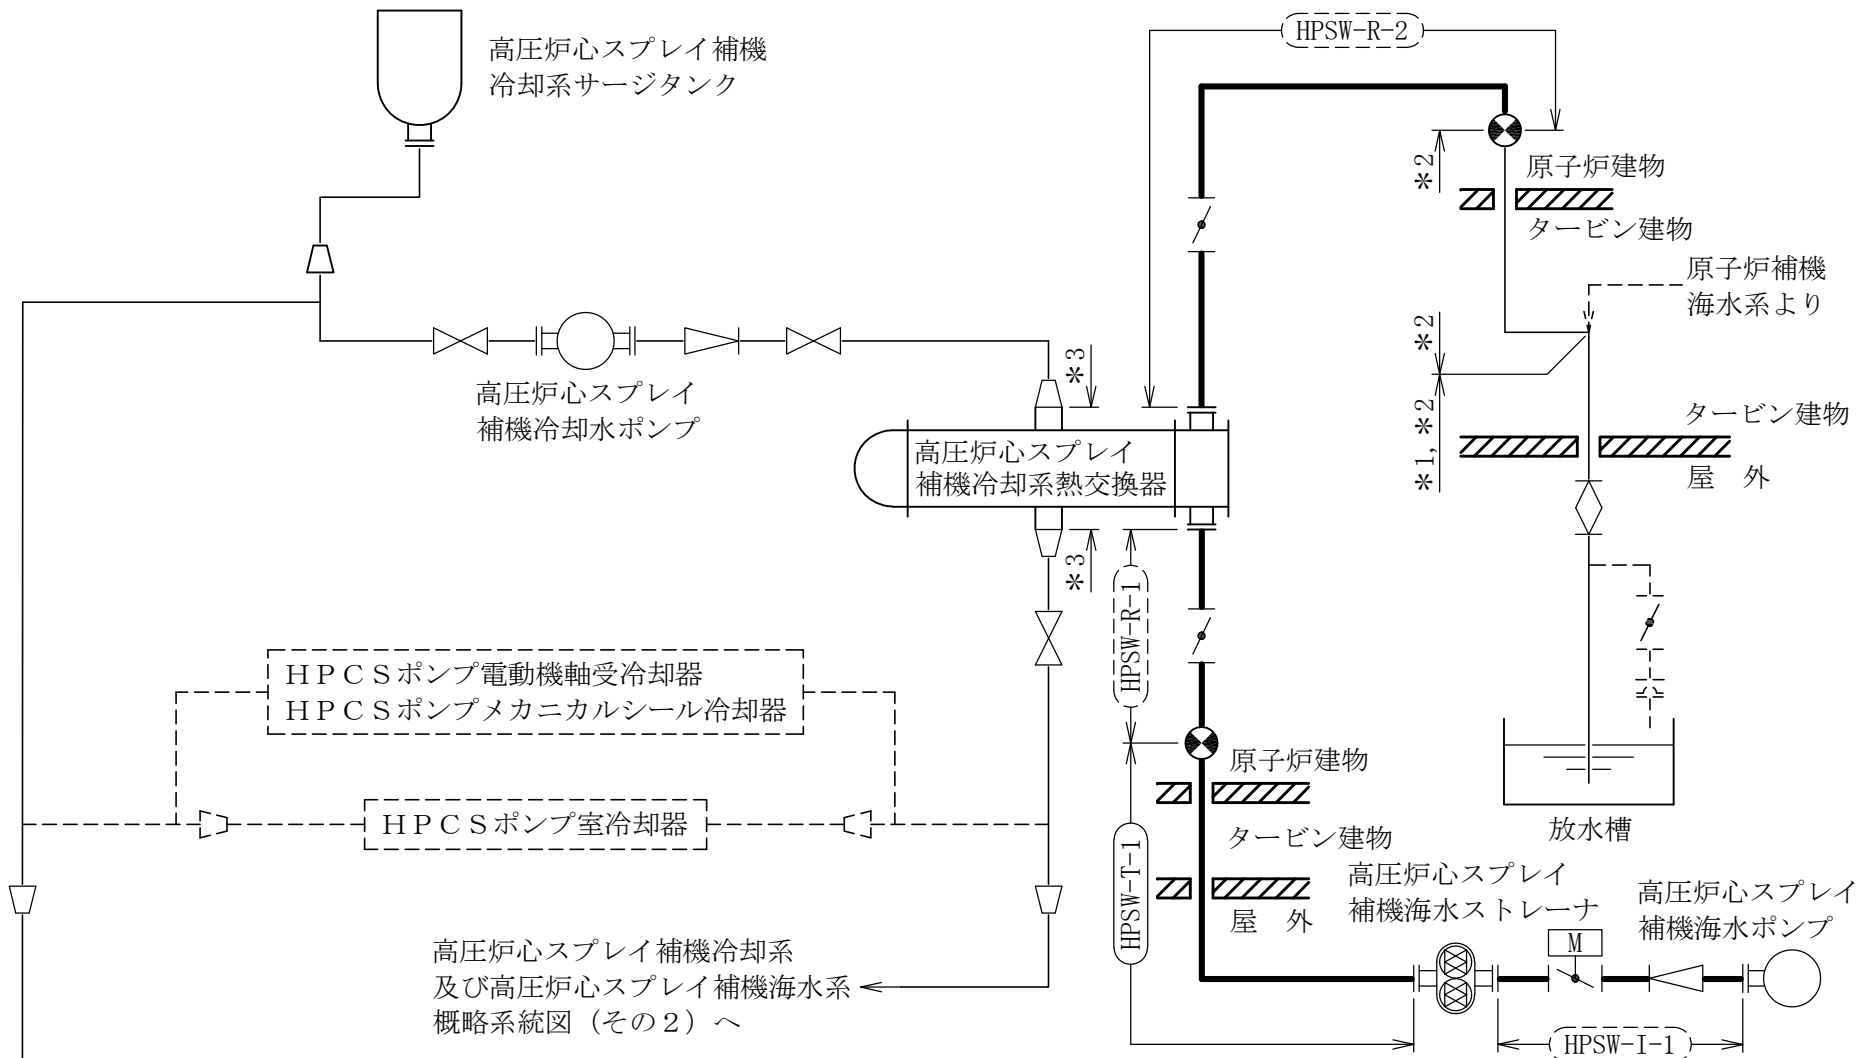 高圧炉心スプレイ補機
冷却系サージタンク
HPSW-R-2
*2
原子炉建物
タービン建物
原子炉補機
海水系より
*2
*1, *2
タービン建物
屋　外
高圧炉心スプレイ
補機冷却水ポンプ
*3
高圧炉心スプレイ
補機冷却系熱交換器
*3
HPSW-R-1
ＨＰＣＳポンプ電動機軸受冷却器
ＨＰＣＳポンプメカニカルシール冷却器
ＨＰＣＳポンプ室冷却器
原子炉建物
タービン建物
屋　外
HPSW-T-1
放水槽
高圧炉心スプレイ
補機海水ストレーナ
高圧炉心スプレイ
補機海水ポンプ
M
高圧炉心スプレイ補機冷却系
及び高圧炉心スプレイ補機海水系
概略系統図（その２）へ
HPSW-I-1